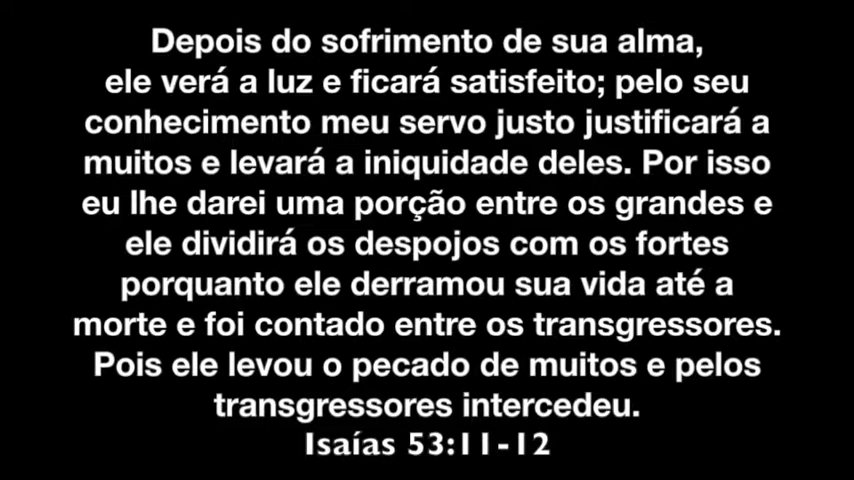 Depois do sofrimento de sua alma,
ele verá a luz e ficará satisfeito; pelo seu
conhecimento meu servo justo justificará a
muitos e levará a iniquidade deles. Por isso
eu lhe darei uma porção entre os grandes e
ele dividirá os despojos com os fortes
porquanto ele derramou sua vida até a
morte e foi contado entre os transgressores.
Pois ele levou o pecado de muitos e pelos
transgressores intercedeu.
Isaías 53:11-12